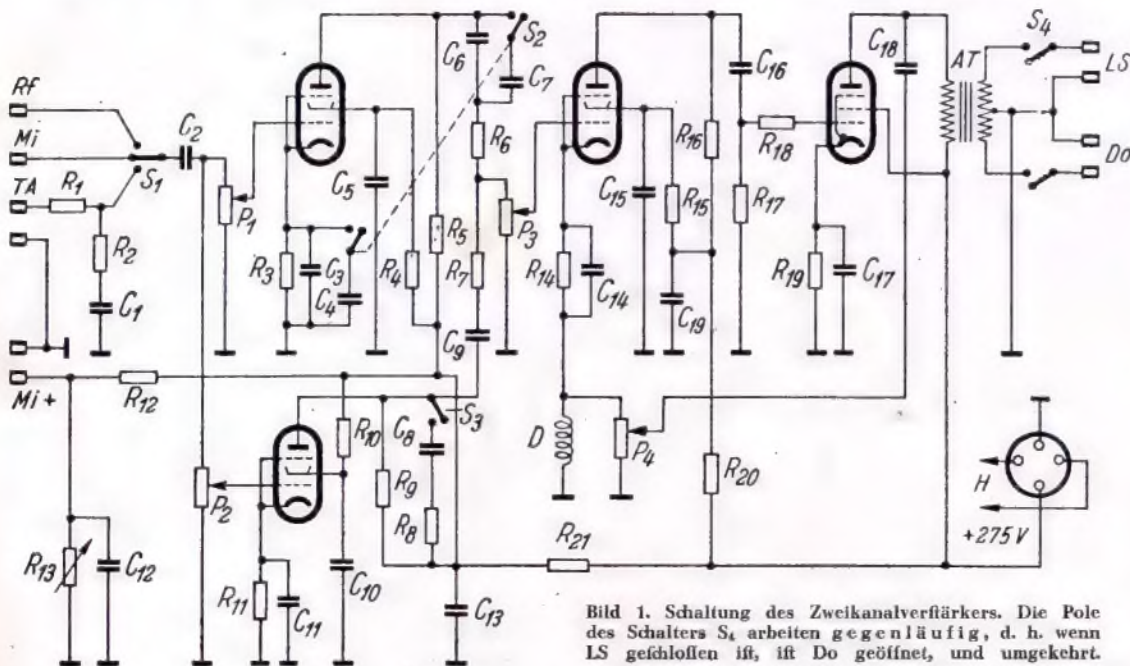 Rf
Mi
TA
R1
R2
C1
S1
C2
P1
R3
C3
C4
C5
R4
R5
C6
S2
C7
R6
P3
R7
C9
R14
C14
C15
R15
C19
R16
C16
R18
R17
R19
C17
C18
AT
S4
LS
Do
Mi+
R12
R13
C12
P2
R11
C11
R10
C10
R9
C8
R8
S3
C13
D
P4
R20
R21
H
+275V
Bild 1. Schaltung des Zweikanalverſtärkers. Die Pole
des Schalters S4 arbeiten gegenläufig, d. h. wenn
LS geſchloſſen iſt, iſt Do geöffnet, und umgekehrt.